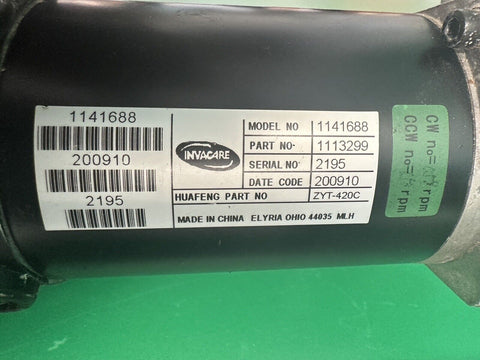 1141688
200910
2195
INVACARE
MODEL NO 1141688
PART NO: 1113299
SERIAL NO: 2195
DATE CODE 200910
HUAFENG PART NO ZYT-420C
MADE IN CHINA ELYRIA OHIO 44035 MLH
CW no= rpm
CCW no= rpm